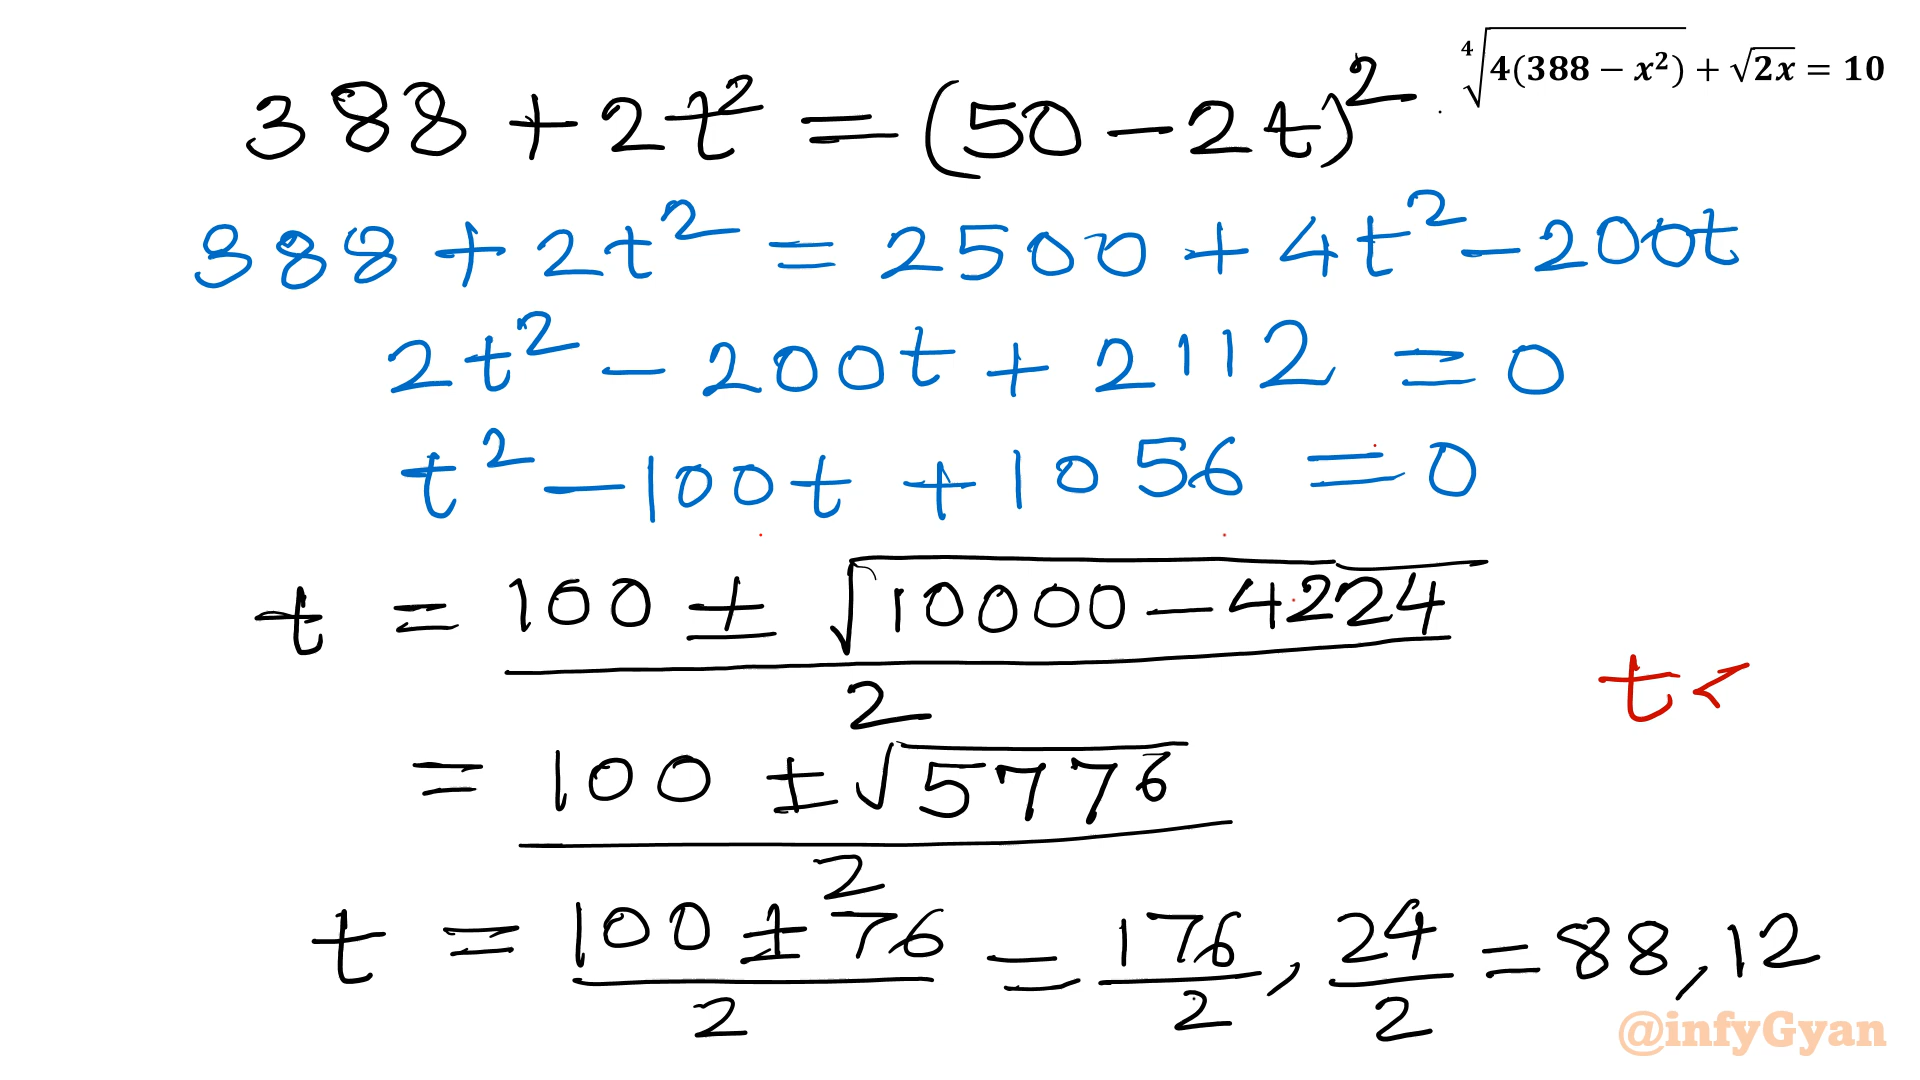 ∜4(388 − x²) + √2x = 10
388 + 2t² = (50 − 2t)²
388 + 2t² = 2500 + 4t² − 200t
2t² − 200t + 2112 = 0
t² − 100t + 1056 = 0
t = (100 ± √(10000 − 4224))/2
t <
= (100 ± √5776)/2
t = (100 ± 76)/2 = 176/2, 24/2 = 88, 12
@infyGyan